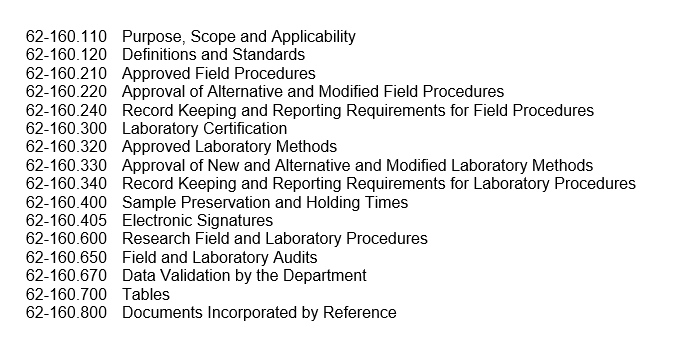 62-160.110 Purpose, Scope and Applicability
62-160.120 Definitions and Standards
62-160.210 Approved Field Procedures
62-160.220 Approval of Alternative and Modified Field Procedures
62-160.240 Record Keeping and Reporting Requirements for Field Procedures
62-160.300 Laboratory Certification
62-160.320 Approved Laboratory Methods
62-160.330 Approval of New and Alternative and Modified Laboratory Methods
62-160.340 Record Keeping and Reporting Requirements for Laboratory Procedures
62-160.400 Sample Preservation and Holding Times
62-160.405 Electronic Signatures
62-160.600 Research Field and Laboratory Procedures
62-160.650 Field and Laboratory Audits
62-160.670 Data Validation by the Department
62-160.700 Tables
62-160.800 Documents Incorporated by Reference